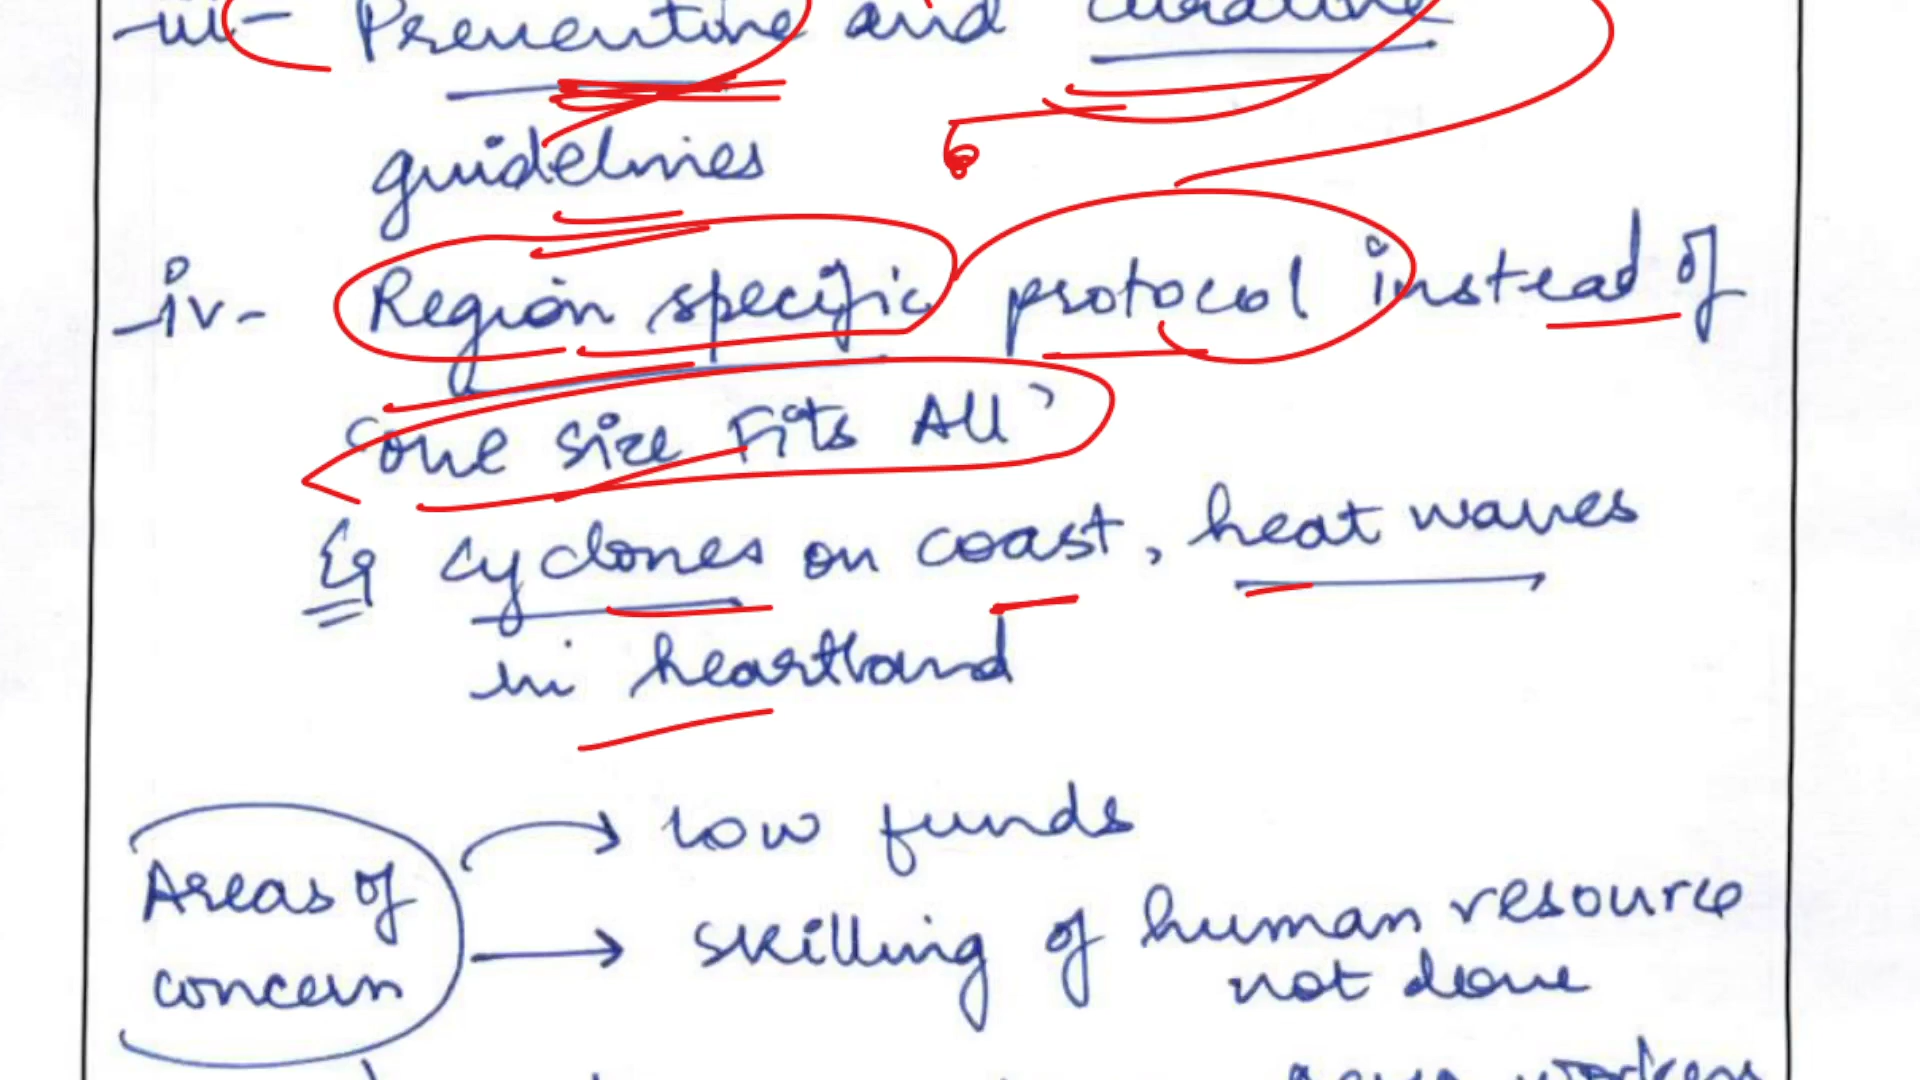 iii- Preventive and curative
guidelines
iv- Region specific protocol instead of
'one size Fits All'
Eg cyclones on coast, heat waves
in heartland
Areas of
concern
→ low funds
→ skilling of human resource
not done
workers